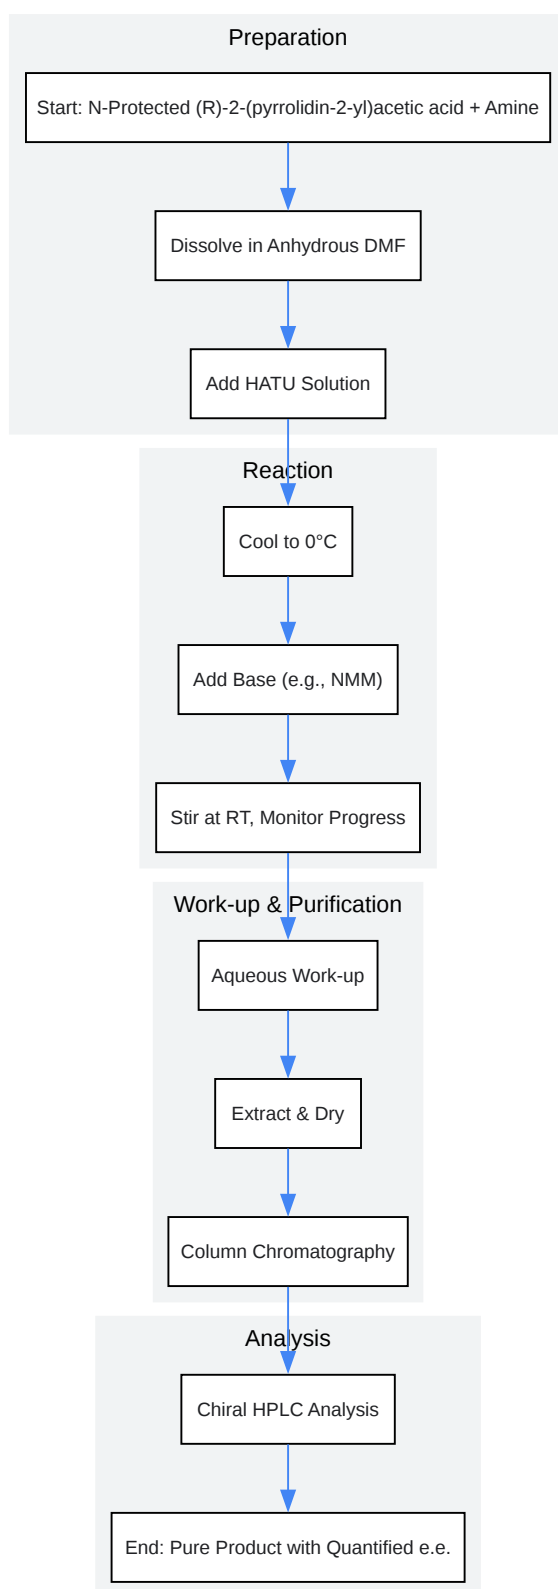 Preparation
Start: N-Protected (R)-2-(pyrrolidin-2-yl)acetic acid + Amine
Dissolve in Anhydrous DMF
Add HATU Solution
Reaction
Cool to 0°C
Add Base (e.g., NMM)
Stir at RT, Monitor Progress
Work-up & Purification
Aqueous Work-up
Extract & Dry
Column Chromatography
Analysis
Chiral HPLC Analysis
End: Pure Product with Quantified e.e.